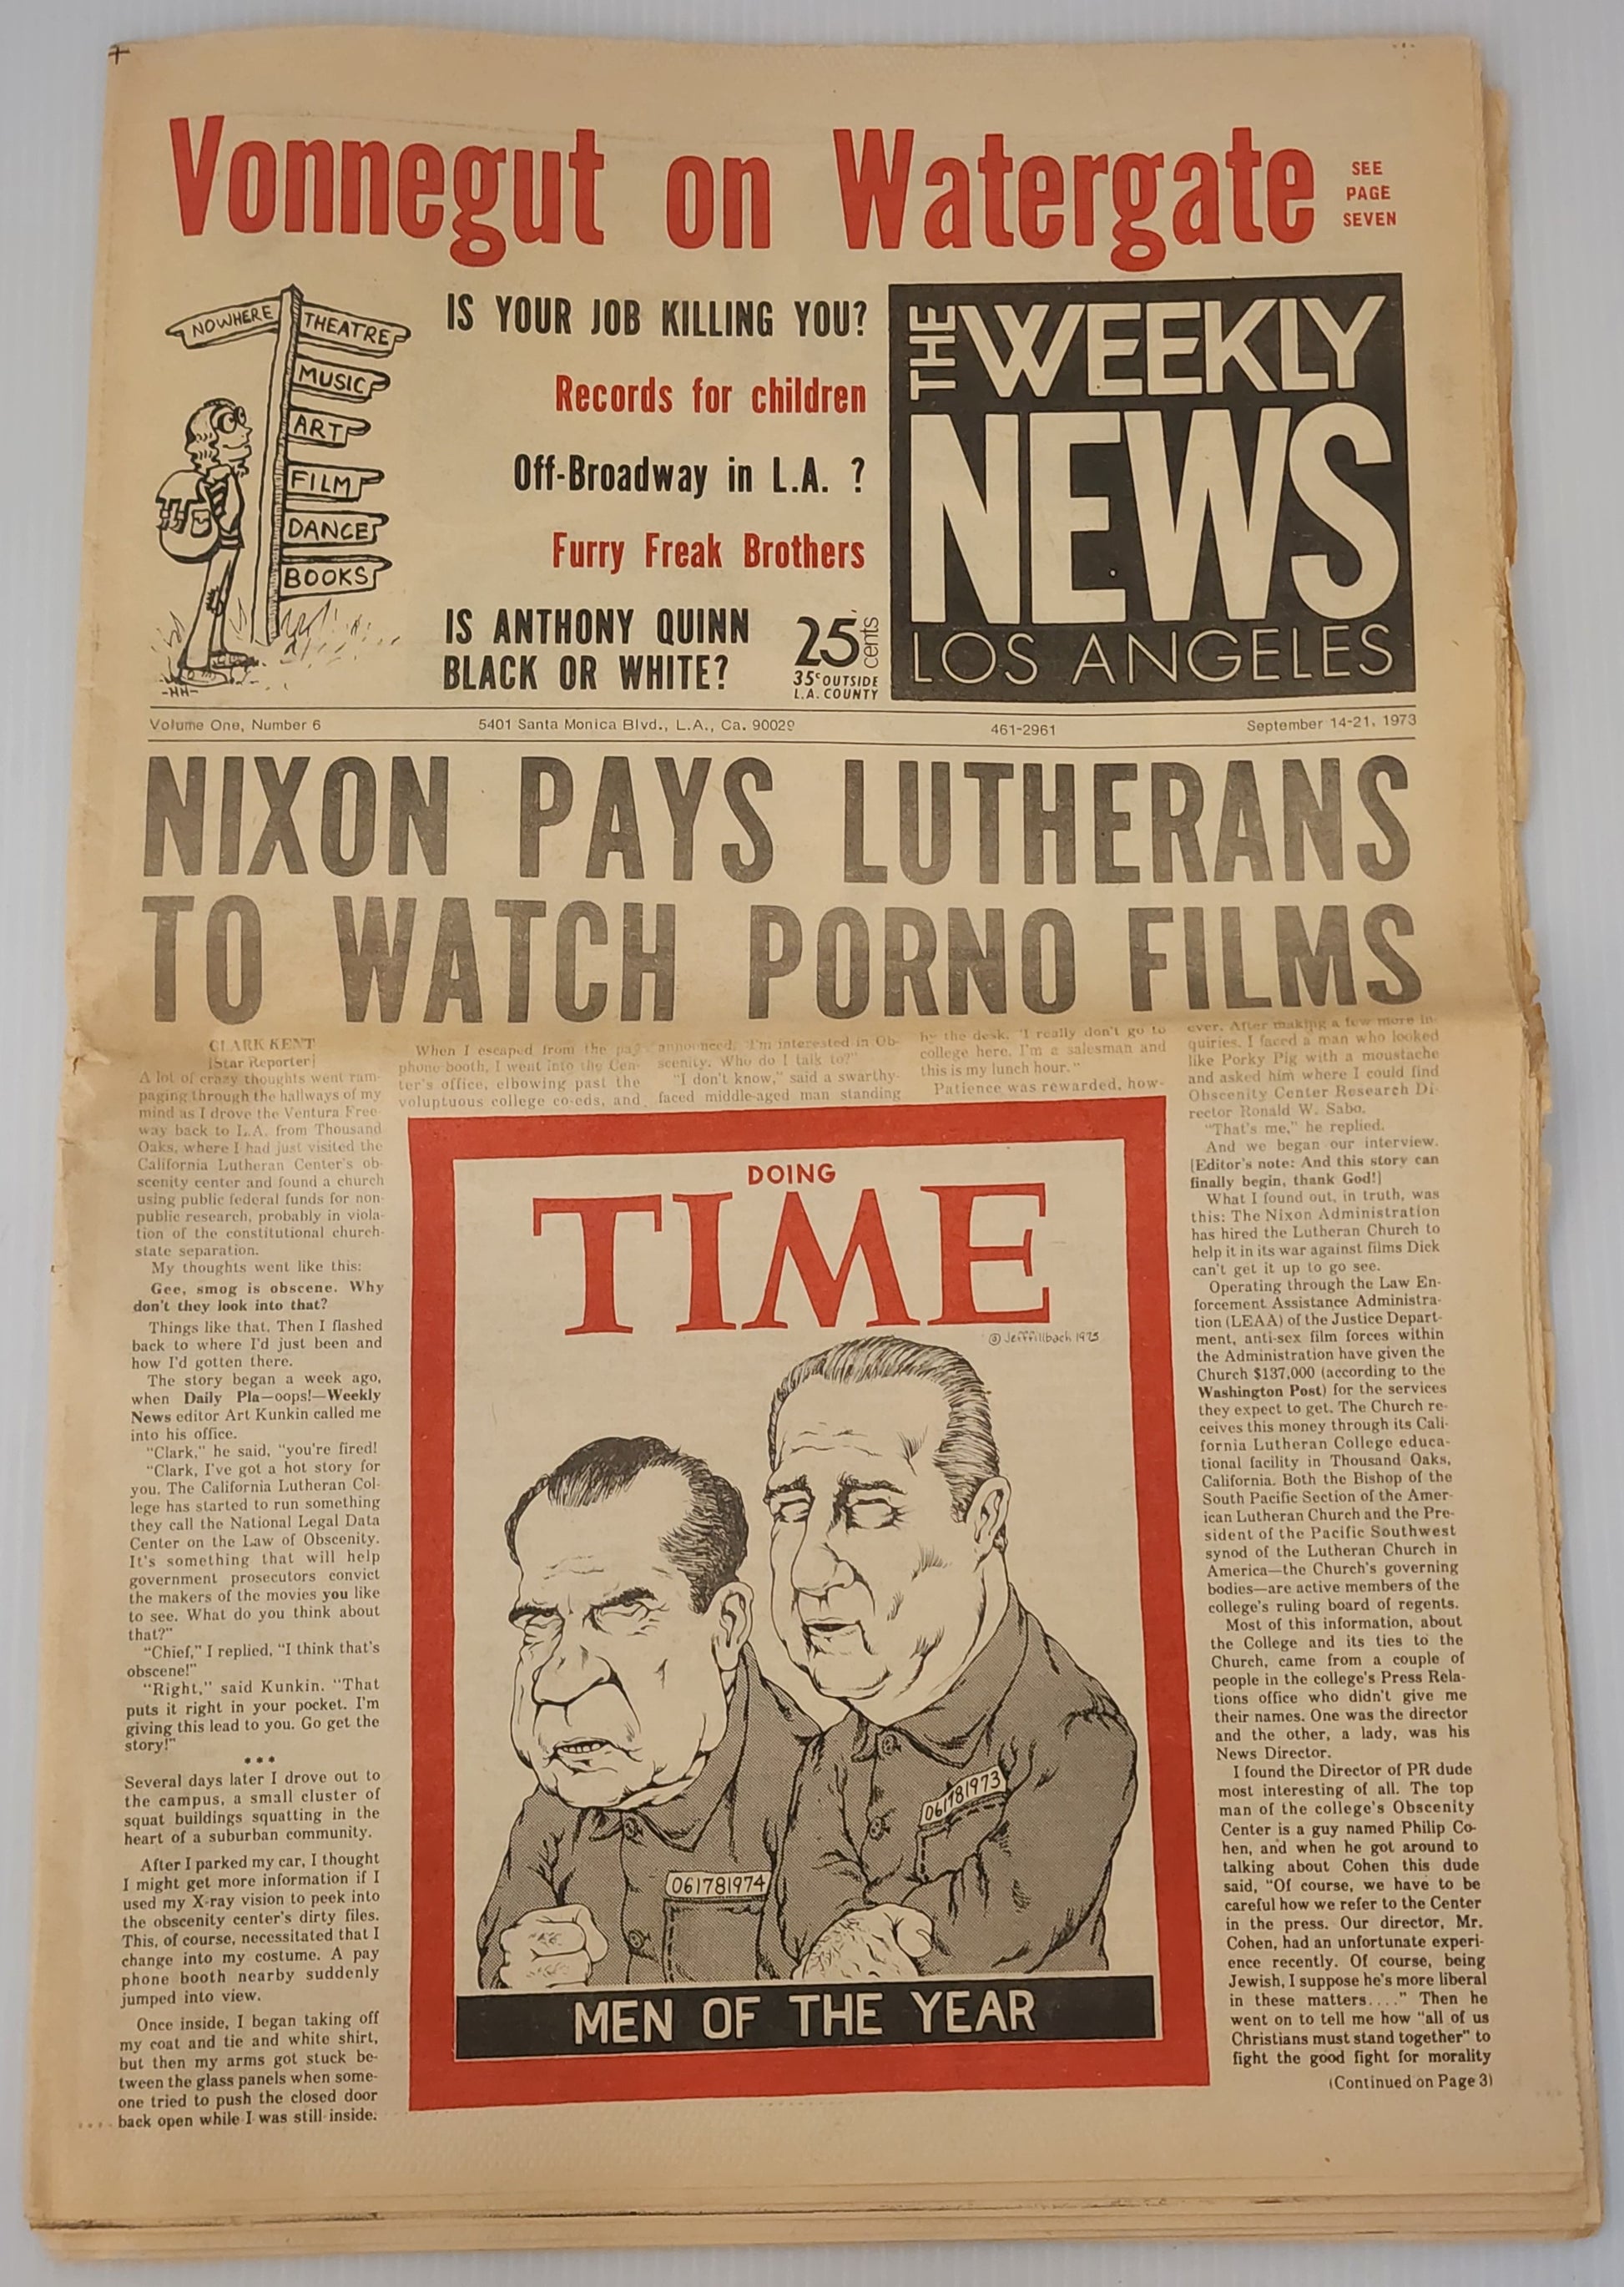 Vonnegut on Watergate
SEE
PAGE
SEVEN
NOWHERE
THEATRE
MUSIC
ART
FILM
DANCE
BOOKS
-HH-
IS YOUR JOB KILLING YOU?
Records for children
Off-Broadway in L.A. ?
Furry Freak Brothers
IS ANTHONY QUINN
BLACK OR WHITE?
25 cents
35¢ OUTSIDE
L.A. COUNTY
THE WEEKLY
NEWS
LOS ANGELES
Volume One, Number 6 5401 Santa Monica Blvd., L.A., Ca. 90029 461-2961 September 14-21, 1973
NIXON PAYS LUTHERANS
TO WATCH PORNO FILMS
CLARK KENT
[Star Reporter]
A lot of crazy thoughts went ram-
paging through the hallways of my
mind as I drove the Ventura Free-
way back to L.A. from Thousand
Oaks, where I had just visited the
California Lutheran Center's ob-
scenity center and found a church
using public federal funds for non-
public research, probably in viola-
tion of the constitutional church-
state separation.
My thoughts went like this:
Gee, smog is obscene. Why
don't they look into that?
Things like that. Then I flashed
back to where I'd just been and
how I'd gotten there.
The story began a week ago,
when Daily Pla—oops!—Weekly
News editor Art Kunkin called me
into his office.
"Clark," he said, "you're fired!
"Clark, I've got a hot story for
you. The California Lutheran Col-
lege has started to run something
they call the National Legal Data
Center on the Law of Obscenity.
It's something that will help
government prosecutors convict
the makers of the movies you like
to see. What do you think about
that?"
"Chief," I replied, "I think that's
obscene!"
"Right," said Kunkin. "That
puts it right in your pocket. I'm
giving this lead to you. Go get the
story!"
•••
Several days later I drove out to
the campus, a small cluster of
squat buildings squatting in the
heart of a suburban community.
After I parked my car, I thought
I might get more information if I
used my X-ray vision to peek into
the obscenity center's dirty files.
This, of course, necessitated that I
change into my costume. A pay
phone booth nearby suddenly
jumped into view.
Once inside, I began taking off
my coat and tie and white shirt,
but then my arms got stuck be-
tween the glass panels when some-
one tried to push the closed door
back open while I was still inside.
When I escaped from the pay
phone booth, I went into the Cen-
ter's office, elbowing past the
voluptuous college co-eds, and
announced, "I'm interested in Ob-
scenity. Who do I talk to?"
"I don't know," said a swarthy-
faced middle-aged man standing
by the desk. "I really don't go to
college here. I'm a salesman and
this is my lunch hour."
Patience was rewarded, how-
ever. After making a few more in-
quiries. I faced a man who looked
like Porky Pig with a moustache
and asked him where I could find
Obscenity Center Research Di-
rector Ronald W. Sabo.
"That's me," he replied.
And we began our interview.
[Editor's note: And this story can
finally begin, thank God!]
What I found out, in truth, was
this: The Nixon Administration
has hired the Lutheran Church to
help it in its war against films Dick
can't get it up to go see.
Operating through the Law En-
forcement Assistance Administra-
tion (LEAA) of the Justice Depart-
ment, anti-sex film forces within
the Administration have given the
Church $137,000 (according to the
Washington Post) for the services
they expect to get. The Church re-
ceives this money through its Cali-
fornia Lutheran College educa-
tional facility in Thousand Oaks,
California. Both the Bishop of the
South Pacific Section of the Amer-
ican Lutheran Church and the Pre-
sident of the Pacific Southwest
synod of the Lutheran Church in
America—the Church's governing
bodies—are active members of the
college's ruling board of regents.
Most of this information, about
the College and its ties to the
Church, came from a couple of
people in the college's Press Rela-
tions office who didn't give me
their names. One was the director
and the other, a lady, was his
News Director.
I found the Director of PR dude
most interesting of all. The top
man of the college's Obscenity
Center is a guy named Philip Co-
hen, and when he got around to
talking about Cohen this dude
said, "Of course, we have to be
careful how we refer to the Center
in the press. Our director, Mr.
Cohen, had an unfortunate experi-
ence recently. Of course, being
Jewish, I suppose he's more liberal
in these matters...." Then he
went on to tell me how "all of us
Christians must stand together" to
fight the good fight for morality
(Continued on Page 3)
DOING
TIME
© Jeff Fillbach 1973
061781973
061781974
MEN OF THE YEAR